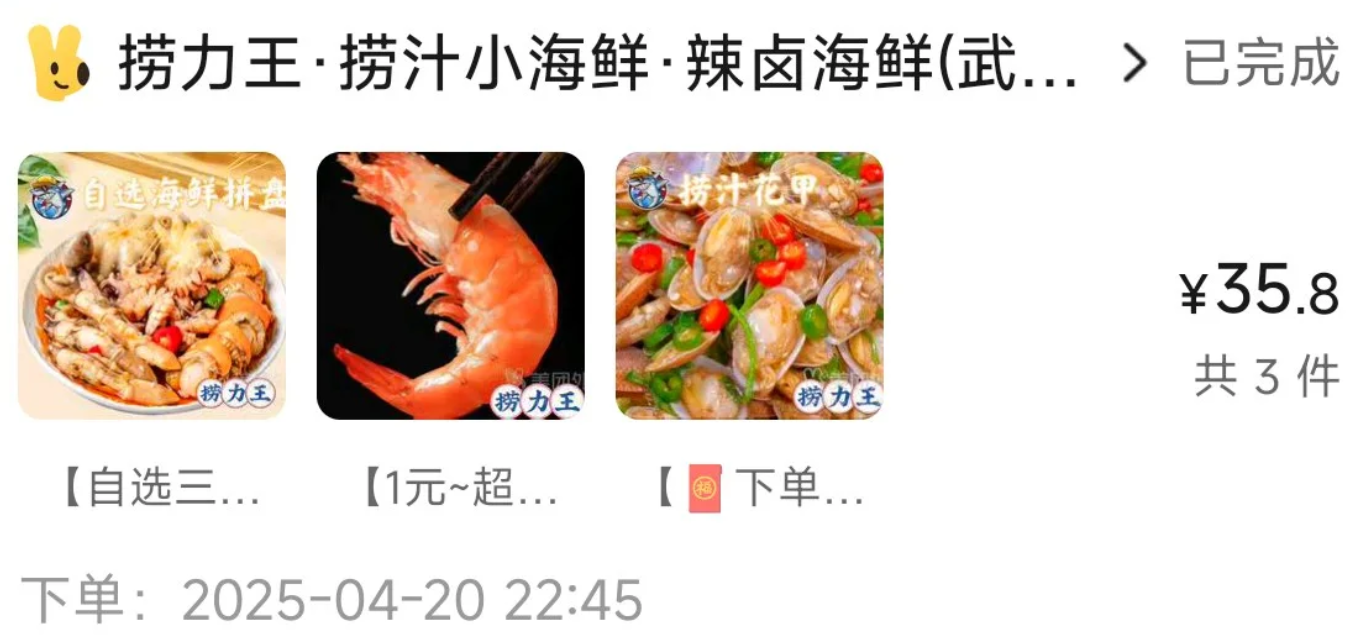 捞力王·捞汁小海鲜·辣卤海鲜(武... > 已完成
自选海鲜拼盘
捞力王
美团外
捞力王
捞汁花甲
捞力王
¥35.8
共 3 件
【自选三...
【1元~超...
【福下单...
下单：2025-04-20 22:45